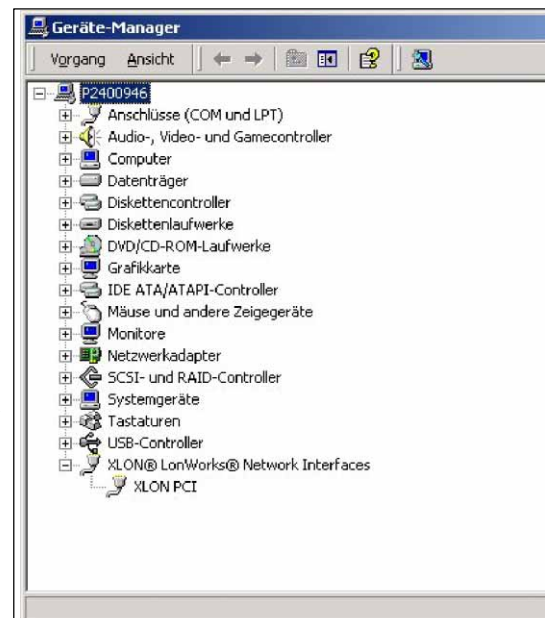 Geräte-Manager
Vorgang Ansicht
P2400946
Anschlüsse (COM und LPT)
Audio-, Video- und Gamecontroller
Computer
Datenträger
Diskettencontroller
Diskettenlaufwerke
DVD/CD-ROM-Laufwerke
Grafikkarte
IDE ATA/ATAPI-Controller
Mäuse und andere Zeigegeräte
Monitore
Netzwerkadapter
SCSI- und RAID-Controller
Systemgeräte
Tastaturen
USB-Controller
XLON® LonWorks® Network Interfaces
XLON PCI